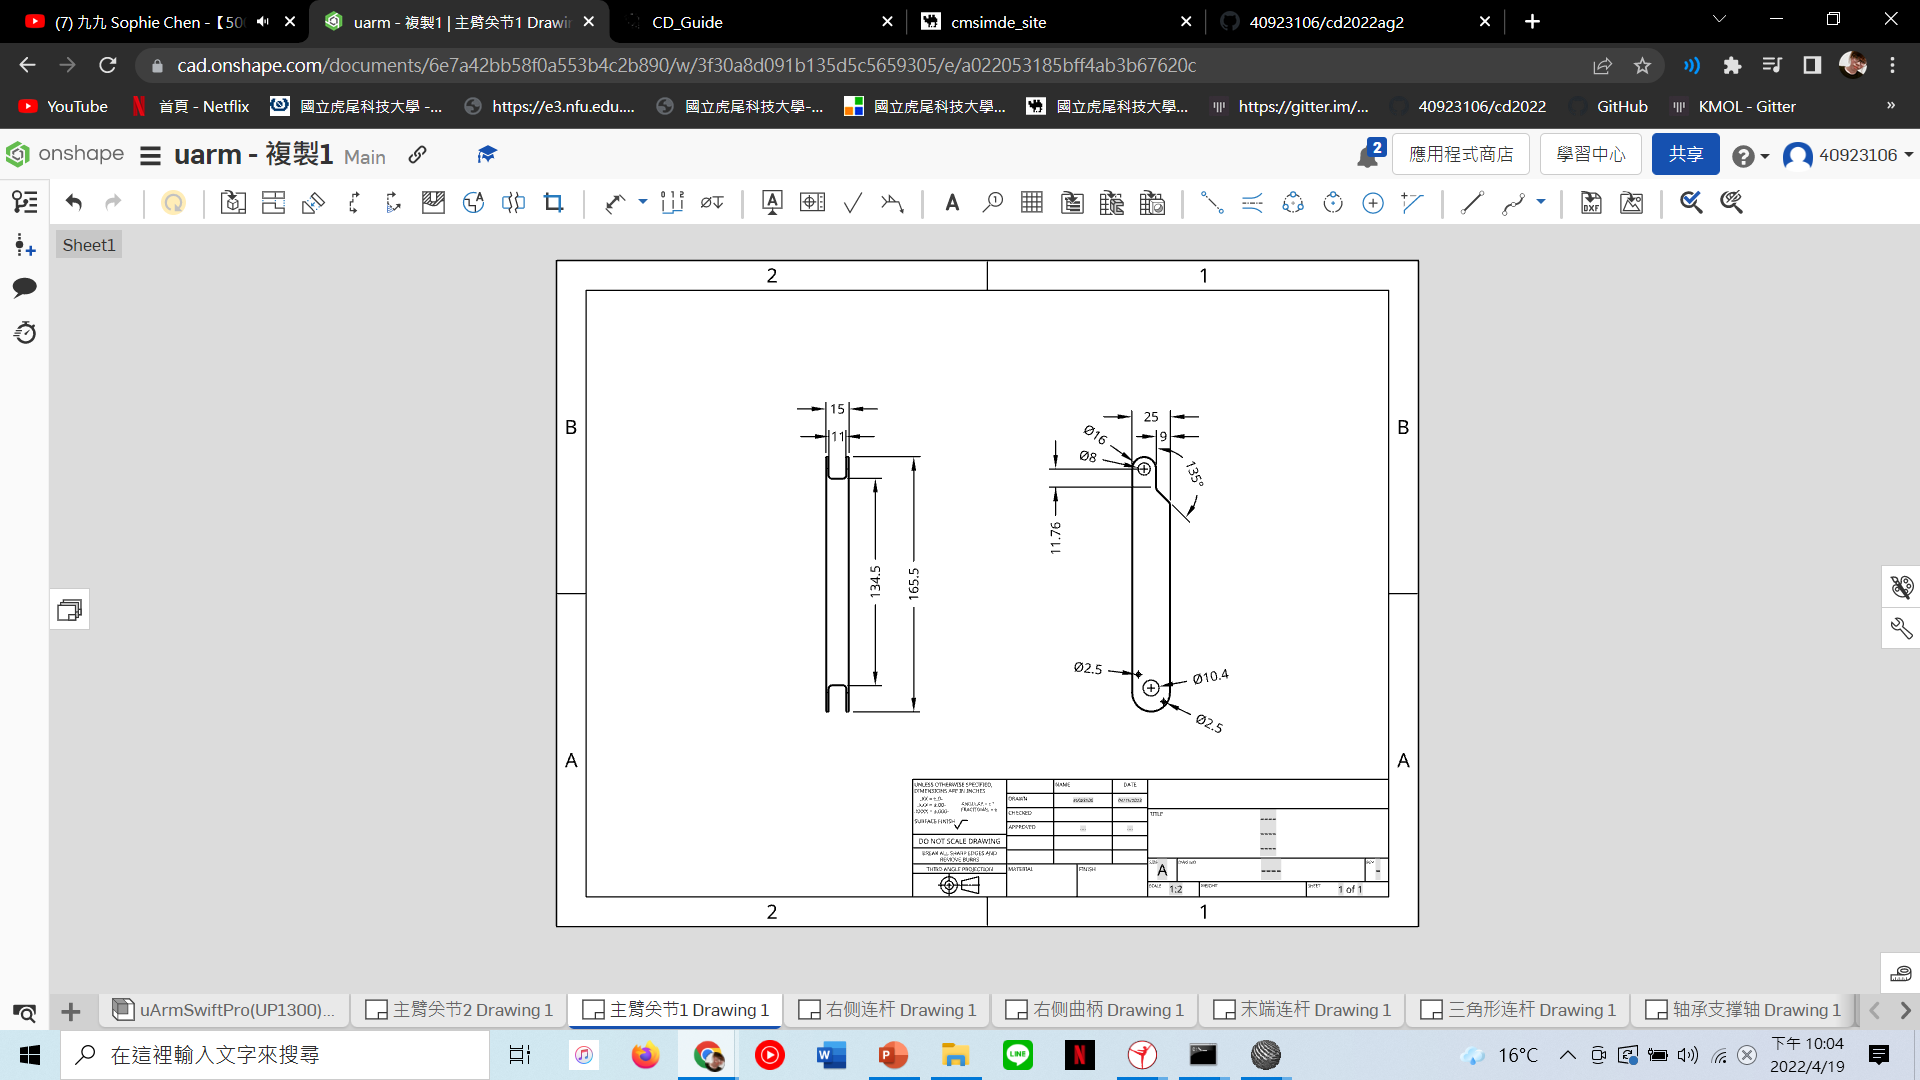 (7) 九九 Sophie Chen -【50
uarm - 複製1 | 主臂关节1 Drawin
CD_Guide
cmsimde_site
40923106/cd2022ag2
cad.onshape.com/documents/6e7a42bb58f0a553b4c2b890/w/3f30a8d091b135d5c5659305/e/a022053185bff4ab3b67620c
YouTube
首頁 - Netflix
國立虎尾科技大學 -...
https://e3.nfu.edu....
國立虎尾科技大學-...
國立虎尾科技大學...
國立虎尾科技大學...
https://gitter.im/...
40923106/cd2022
GitHub
KMOL - Gitter
»
onshape
uarm - 複製1 Main
2
應用程式商店
學習中心
共享
40923106
Sheet1
2 1
B B
A A
2 1
15
11
134.5
165.5
25
9
Ø16
Ø8
135°
11.76
Ø2.5
Ø10.4
Ø2.5
UNLESS OTHERWISE SPECIFIED,
DIMENSIONS ARE IN INCHES
SURFACE FINISH
DO NOT SCALE DRAWING
BREAK ALL SHARP EDGES AND
REMOVE BURRS
THIRD ANGLE PROJECTION
NAME DATE
DRAWN
CHECKED
APPROVED
MATERIAL FINISH
TITLE
----
----
----
SIZE
A
DWG NO
----
REV
-
SCALE 1:2
WEIGHT
SHEET 1 of 1
uArmSwiftPro(UP1300)...
主臂关节2 Drawing 1
主臂关节1 Drawing 1
右侧连杆 Drawing 1
右侧曲柄 Drawing 1
末端连杆 Drawing 1
三角形连杆 Drawing 1
轴承支撑轴 Drawing 1
在這裡輸入文字來搜尋
16°C
下午 10:04
2022/4/19